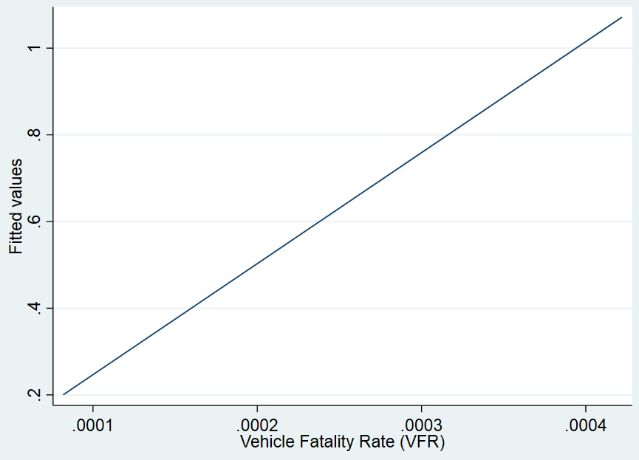 Fitted values
1
.8
.6
.4
.2
.0001 .0002 .0003 .0004
Vehicle Fatality Rate (VFR)